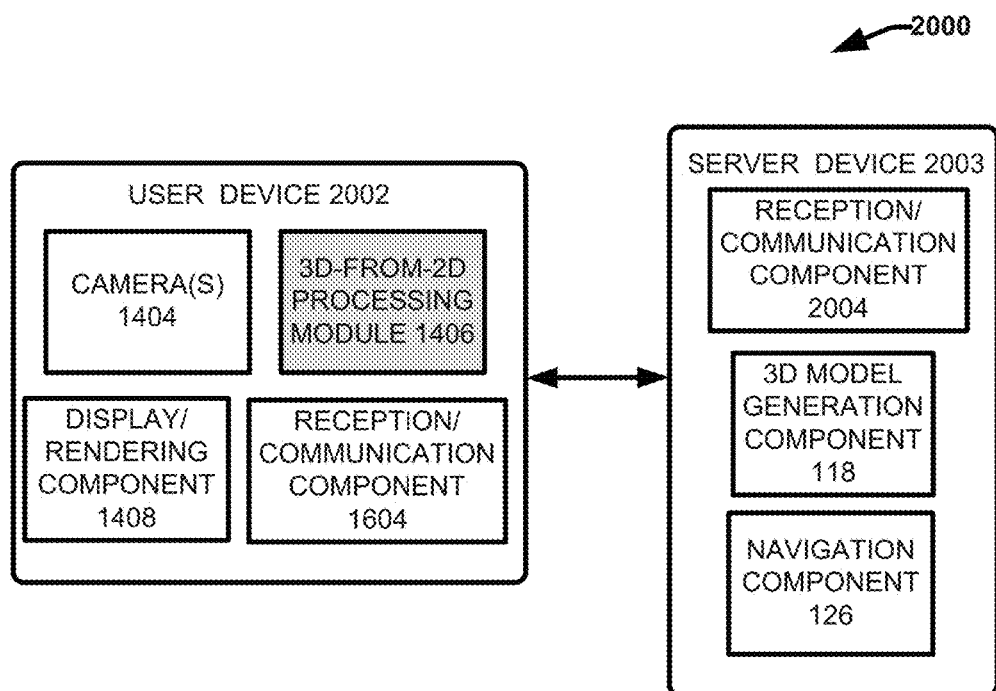 2000
USER DEVICE 2002
CAMERA(S)
1404
3D-FROM-2D
PROCESSING
MODULE 1406
DISPLAY/
RENDERING
COMPONENT
1408
RECEPTION/
COMMUNICATION
COMPONENT
1604
SERVER DEVICE 2003
RECEPTION/
COMMUNICATION
COMPONENT
2004
3D MODEL
GENERATION
COMPONENT
118
NAVIGATION
COMPONENT
126